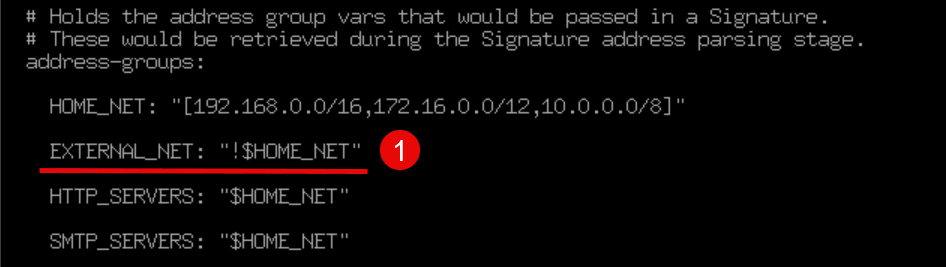 # Holds the address group vars that would be passed in a Signature.
# These would be retrieved during the Signature address parsing stage.
address-groups:
HOME_NET: "[192.168.0.0/16,172.16.0.0/12,10.0.0.0/8]"
EXTERNAL_NET: "!$HOME_NET" 1
HTTP_SERVERS: "$HOME_NET"
SMTP_SERVERS: "$HOME_NET"